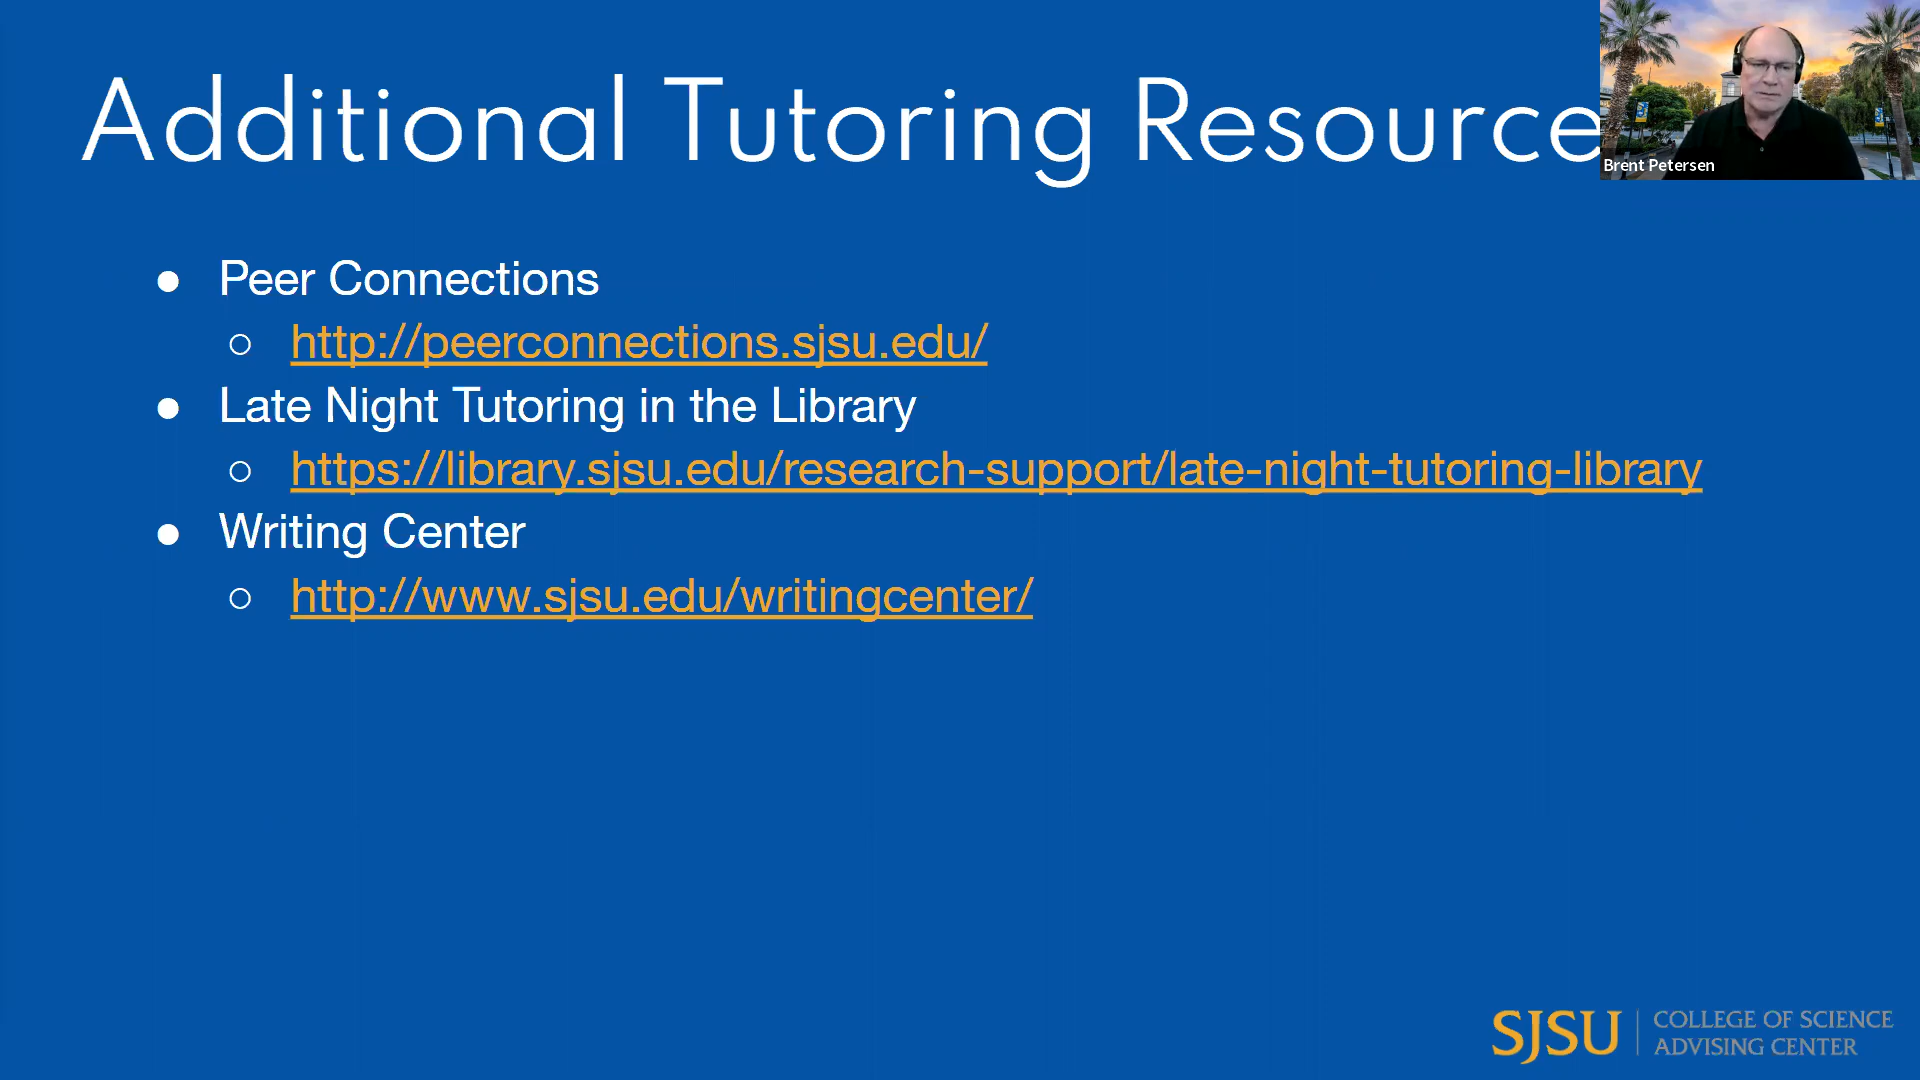 Additional Tutoring Resource
Brent Petersen
● Peer Connections
○ http://peerconnections.sjsu.edu/
● Late Night Tutoring in the Library
○ https://library.sjsu.edu/research-support/late-night-tutoring-library
● Writing Center
○ http://www.sjsu.edu/writingcenter/
SJSU | COLLEGE OF SCIENCE
ADVISING CENTER